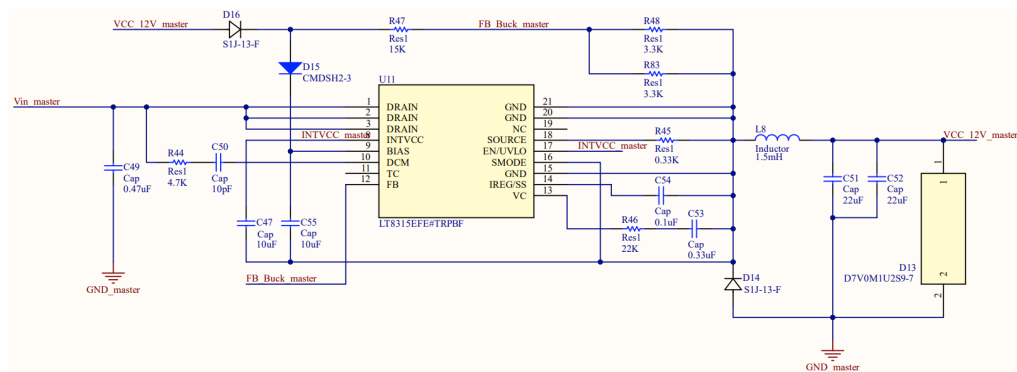 D16
VCC_12V_master
S1J-13-F
R47
Res1
15K
FB_Buck_master
R48
Res1
3.3K
D15
CMDSH2-3
R83
Res1
3.3K
U11
Vin_master
1 DRAIN GND 21
2 DRAIN GND 20
3 DRAIN NC 19
INTVCC_master
8 INTVCC SOURCE 18
9 BIAS EN/UVLO 17
10 DCM SMODE 16
11 TC GND 15
12 FB IREG/SS 14
VC 13
LT8315EFE#TRPBF
R45
Res1
0.33K
INTVCC_master
L8
Inductor
1.5mH
VCC_12V_master
C49
Cap
0.47uF
R44
Res1
4.7K
C50
Cap
10pF
C54
Cap
0.1uF
C51
Cap
22uF
C52
Cap
22uF
1
1
C47
Cap
10uF
C55
Cap
10uF
R46
Res1
22K
C53
Cap
0.33uF
GND_master
FB_Buck_master
D14
S1J-13-F
D13
D7V0M1U2S9-7
2
2
GND_master